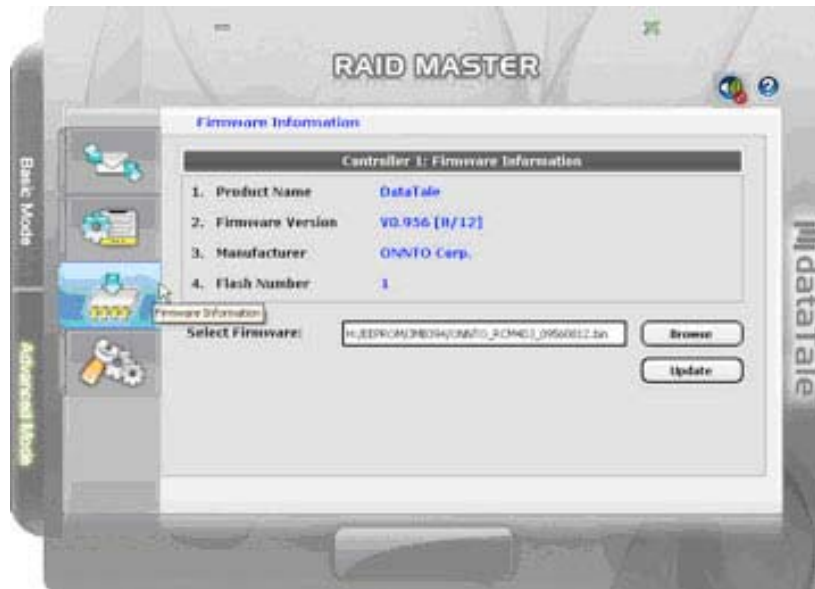 RAID MASTER
Firmware Information
Controller 1: Firmware Information
1. Product Name DataTale
2. Firmware Version V0.956 [8/12]
3. Manufacturer ONNTO Corp.
4. Flash Number 1
Firmware Information
Select Firmware:
Browse
Update
Basic Mode
Advanced Mode
dataTale